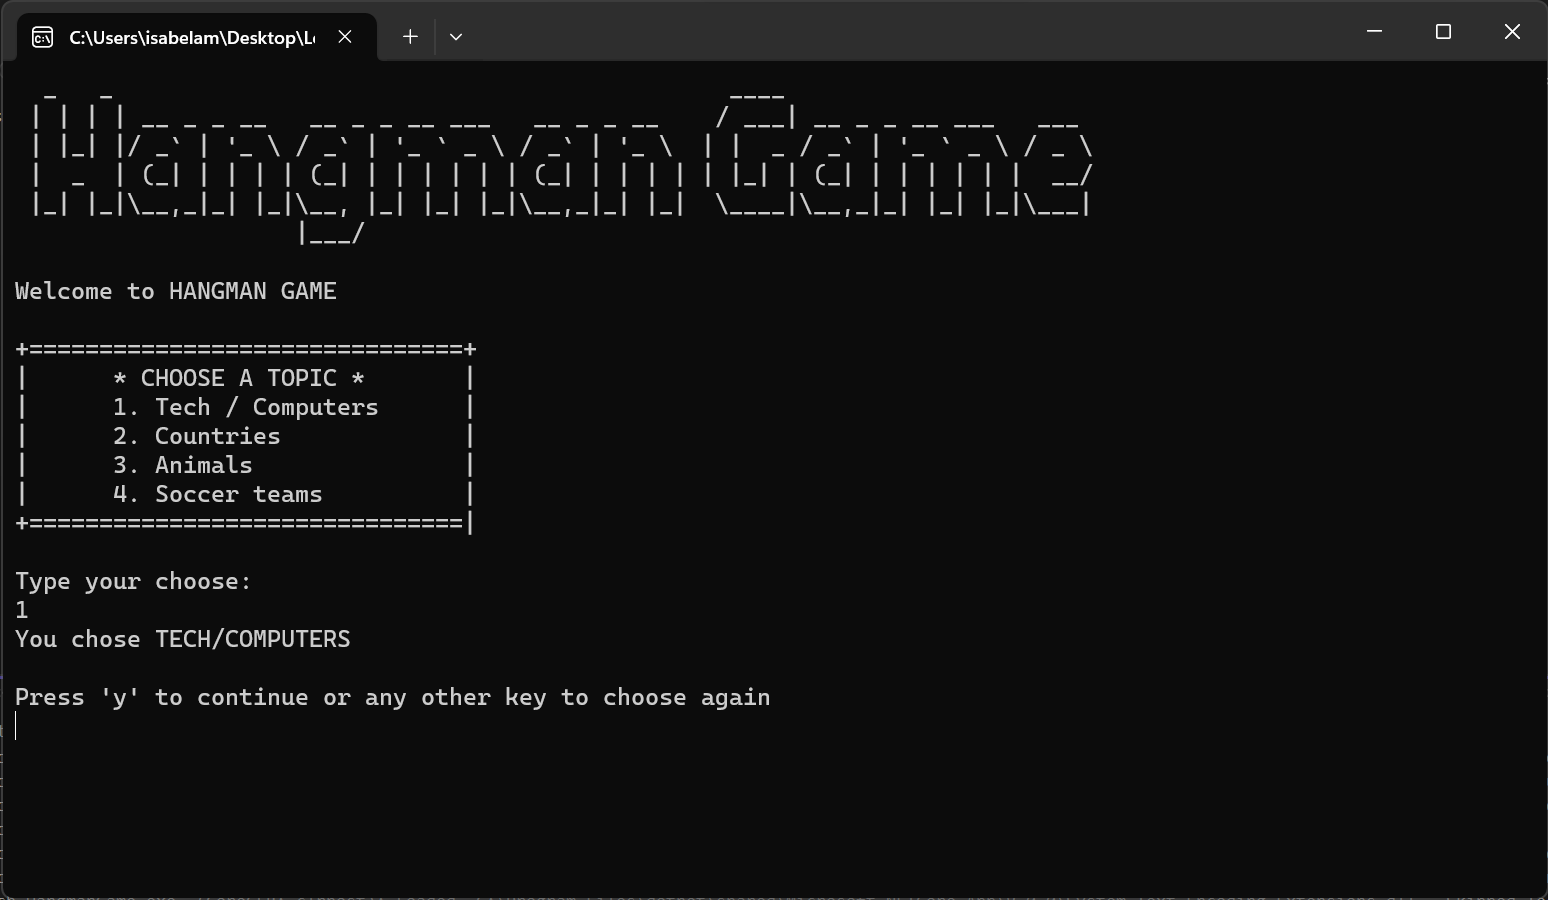 C:\Users\isabelam\Desktop\L
Hangman Game
Welcome to HANGMAN GAME
+===============================+
| * CHOOSE A TOPIC * |
| 1. Tech / Computers |
| 2. Countries |
| 3. Animals |
| 4. Soccer teams |
+===============================|
Type your choose:
1
You chose TECH/COMPUTERS
Press 'y' to continue or any other key to choose again